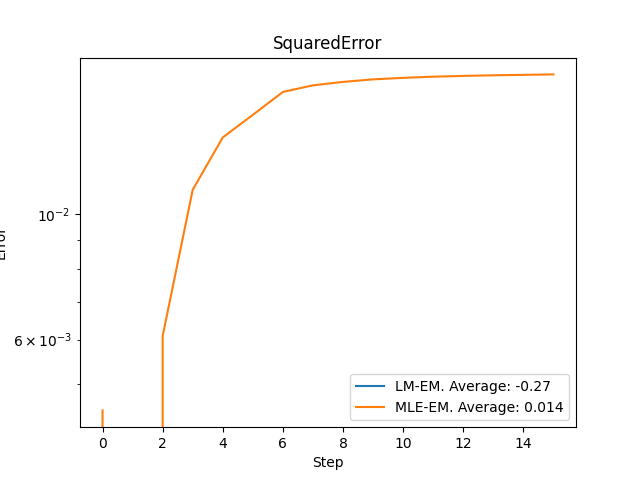 SquaredError
Error
10⁻²
6 × 10⁻³
LM-EM. Average: -0.27
MLE-EM. Average: 0.014
0 2 4 6 8 10 12 14
Step